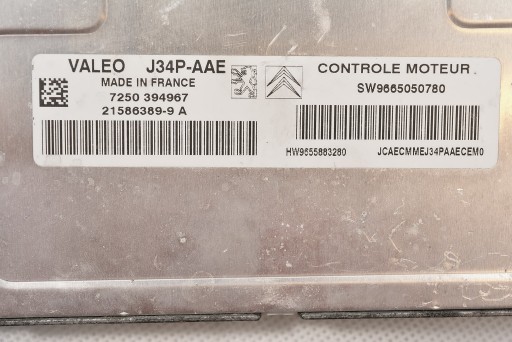 VALEO J34P-AAE
MADE IN FRANCE
7250 394967
21586389-9 A
CONTROLE MOTEUR
SW9665050780
HW9655883280 JCAECMMEJ34PAAECEM0